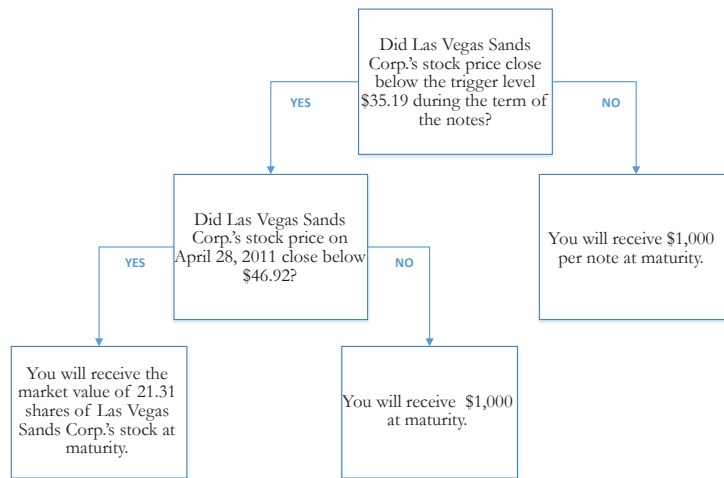 Did Las Vegas Sands
Corp.'s stock price close
below the trigger level
$35.19 during the term of
the notes?
YES
NO
Did Las Vegas Sands
Corp.'s stock price on
April 28, 2011 close below
$46.92?
You will receive $1,000
per note at maturity.
YES
NO
You will receive the
market value of 21.31
shares of Las Vegas
Sands Corp.'s stock at
maturity.
You will receive $1,000
at maturity.